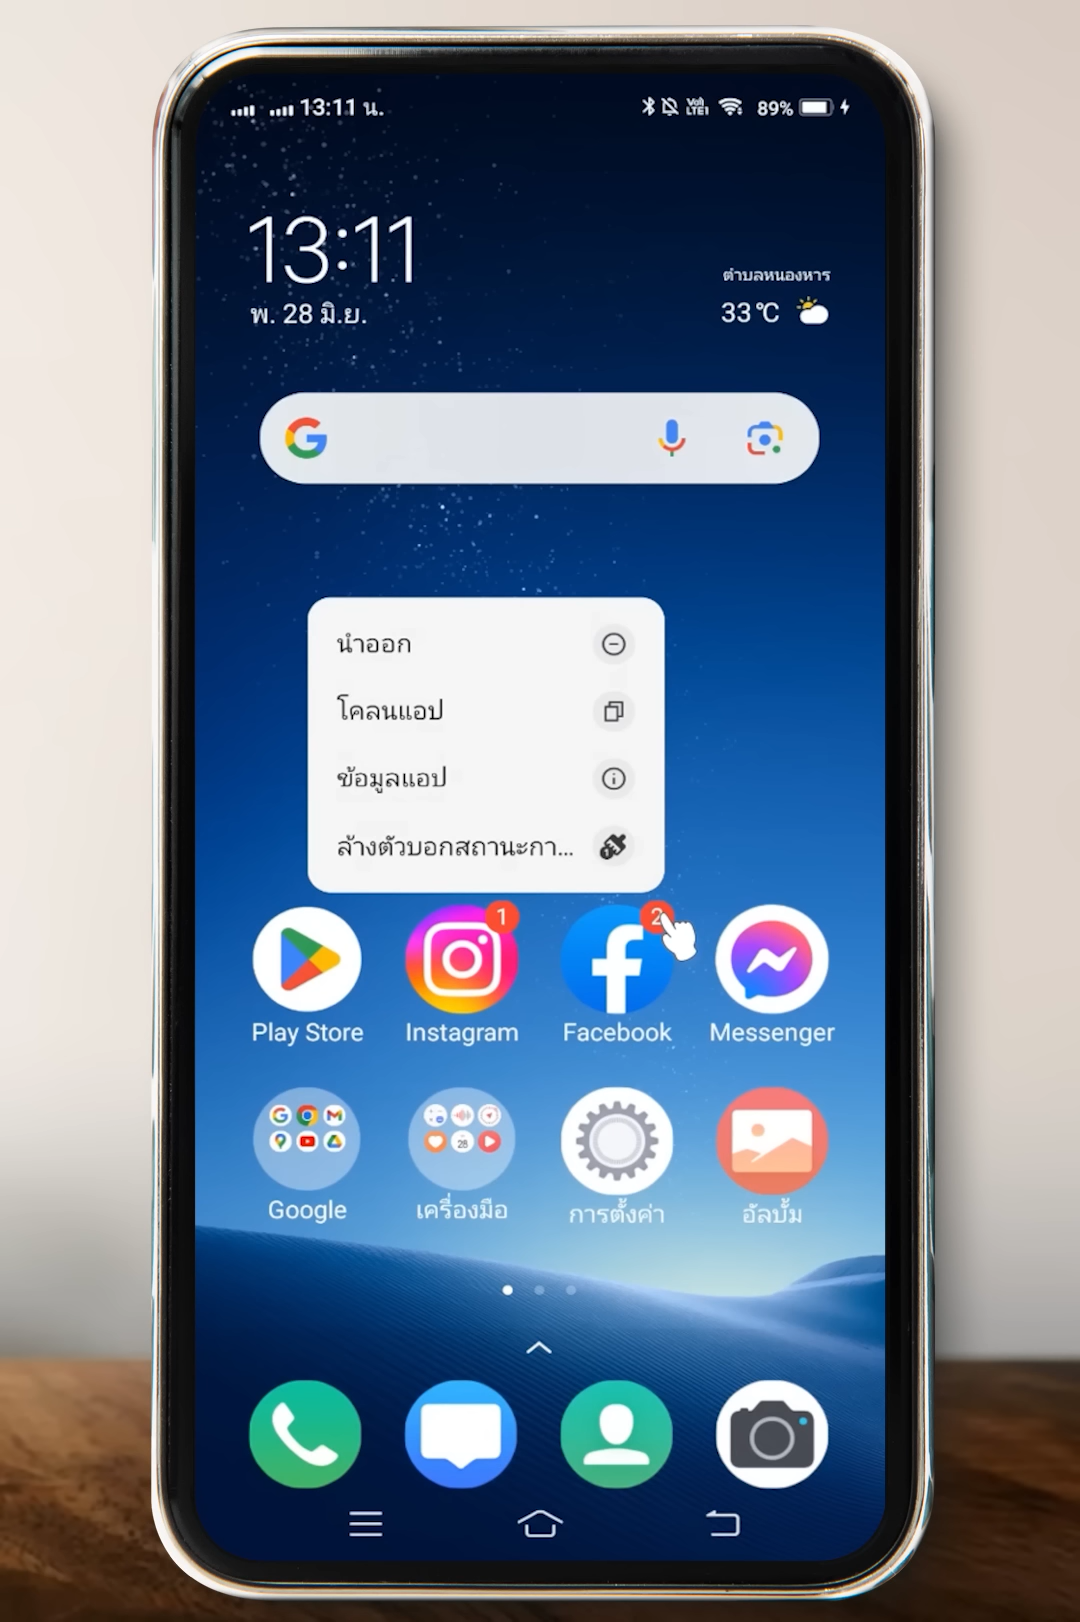 13:11 น.
VoLTE1
89%
13:11
พ. 28 มิ.ย.
ตำบลหนองหาร
33°C
นำออก
โคลนแอป
ข้อมูลแอป
ล้างตัวบอกสถานะกา...
1
2
Play Store
Instagram
Facebook
Messenger
28
Google
เครื่องมือ
การตั้งค่า
อัลบั้ม